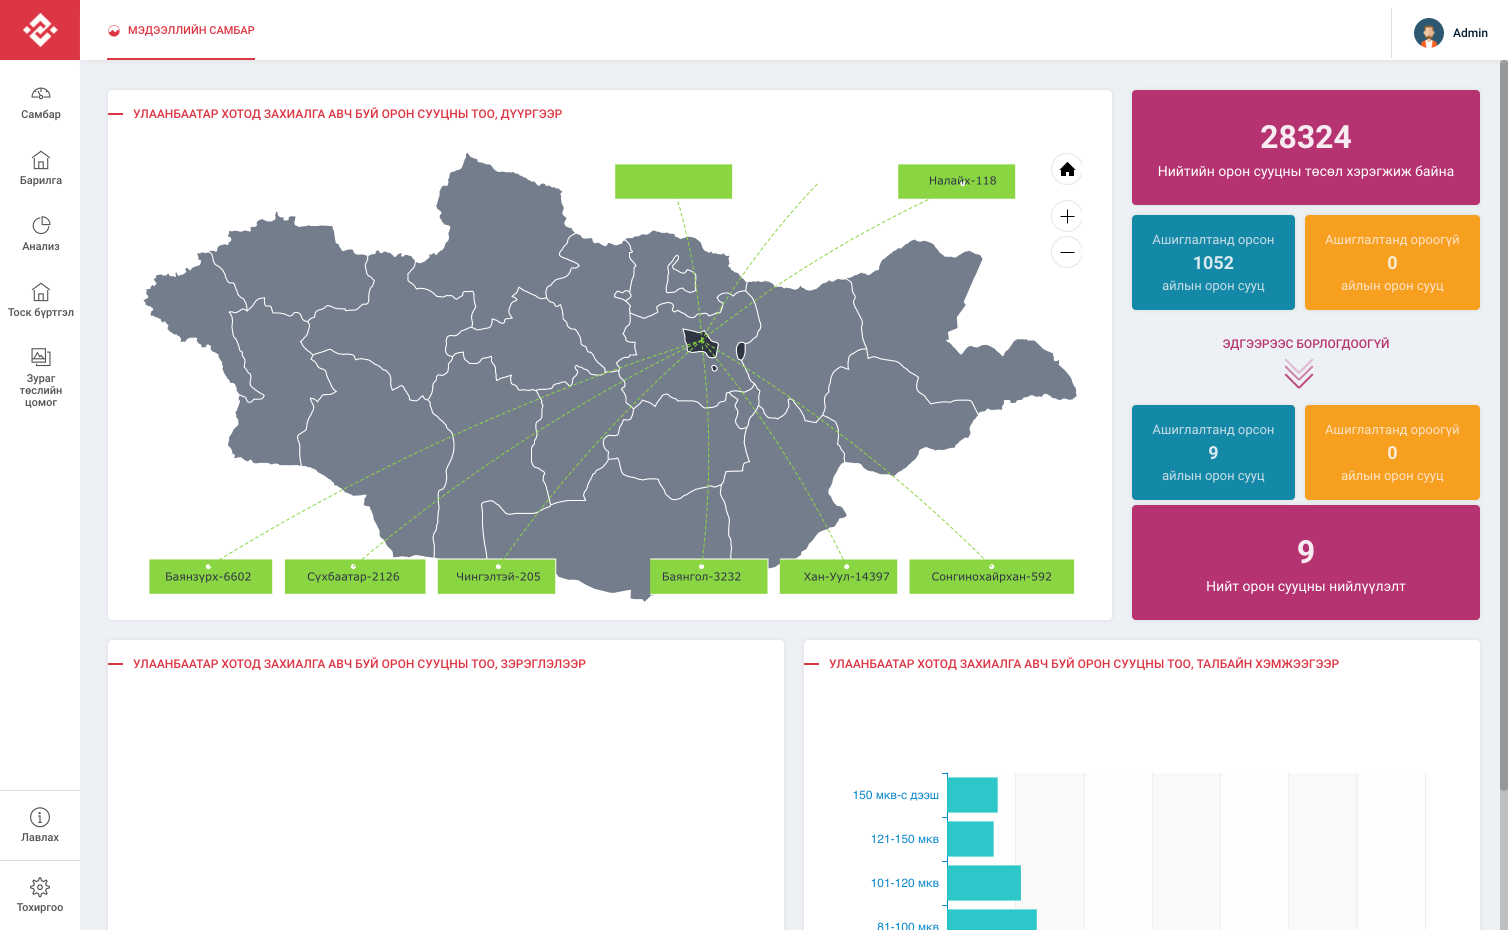 МЭДЭЭЛЛИЙН САМБАР
Admin
Самбар
Барилга
Анализ
Тоск бүртгэл
Зураг
төслийн
цомог
Лавлах
Тохиргоо
УЛААНБААТАР ХОТОД ЗАХИАЛГА АВЧ БУЙ ОРОН СУУЦНЫ ТОО, ДҮҮРГЭЭР
Налайх-118
Баянзүрх-6602
Сүхбаатар-2126
Чингэлтэй-205
Баянгол-3232
Хан-Уул-14397
Сонгинохайрхан-592
28324
Нийтийн орон сууцны төсөл хэрэгжиж байна
Ашиглалтанд орсон
1052
айлын орон сууц
Ашиглалтанд ороогүй
0
айлын орон сууц
ЭДГЭЭРЭЭС БОРЛОГДООГҮЙ
Ашиглалтанд орсон
9
айлын орон сууц
Ашиглалтанд ороогүй
0
айлын орон сууц
9
Нийт орон сууцны нийлүүлэлт
УЛААНБААТАР ХОТОД ЗАХИАЛГА АВЧ БУЙ ОРОН СУУЦНЫ ТОО, ЗЭРЭГЛЭЛЭЭР
УЛААНБААТАР ХОТОД ЗАХИАЛГА АВЧ БУЙ ОРОН СУУЦНЫ ТОО, ТАЛБАЙН ХЭМЖЭЭГЭЭР
150 мкв-с дээш
121-150 мкв
101-120 мкв
81-100 мкв